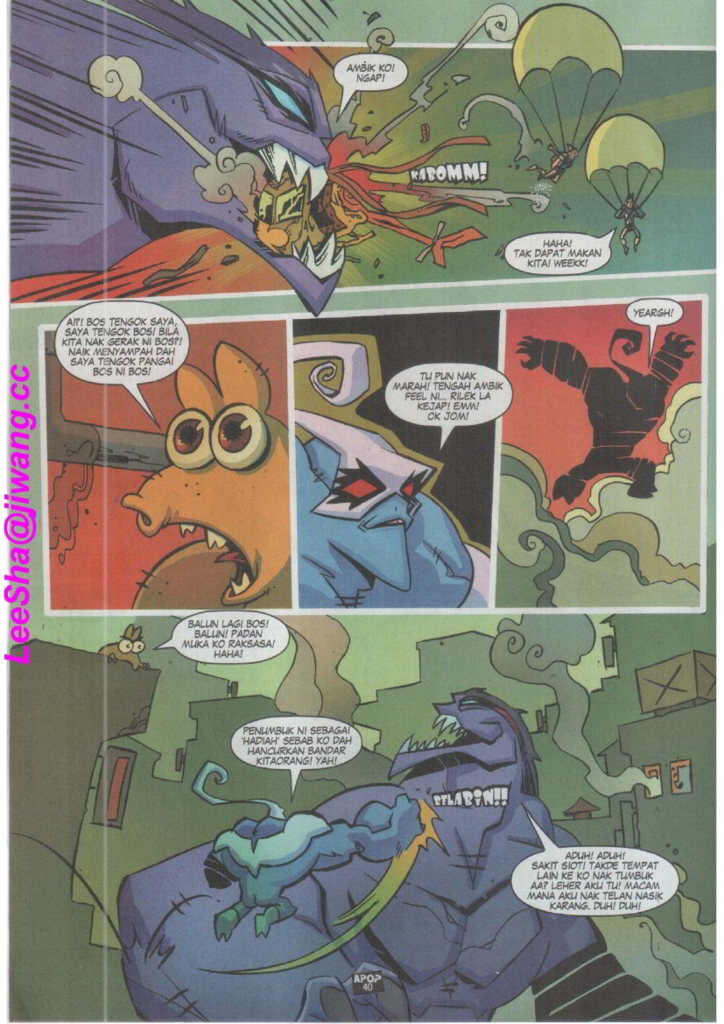 AMBIK KO!
NGAP!
KABOMM!
HAHA!
TAK DAPAT MAKAN
KITA! WEEKK!
AI?! BOS TENGOK SAYA,
SAYA TENGOK BOS! BILA
KITA NAK GERAK NI BOS?!
NAIK MENYAMPAH DAH
SAYA TENGOK PANGAI
BOS NI BOS!
TU PUN NAK
MARAH! TENGAH AMBIK
FEEL NI... RILEK LA
KEJAP! EMM!
OK JOM!
YEARGH!
BALUN LAGI BOS!
BALUN! PADAN
MUKA KO RAKSASA!
HAHA!
PENUMBUK NI SEBAGAI
'HADIAH' SEBAB KO DAH
HANCURKAN BANDAR
KITAORANG! YAH!
BELABIN!!
ADUH! ADUH!
SAKIT SIOT! TAKDE TEMPAT
LAIN KE KO NAK TUMBUK
AA? LEHER AKU TU! MACAM
MANA AKU NAK TELAN NASIK
KARANG. DUH! DUH!
APOP
40
LeeSha@jiwang.cc